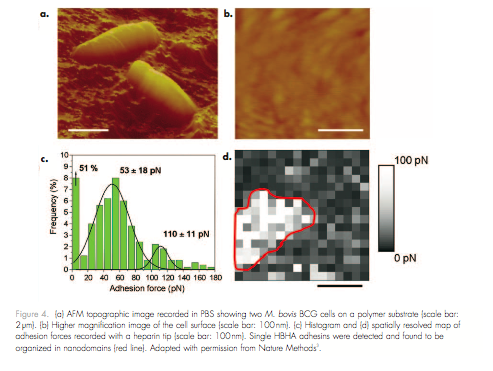 a.
b.
c.
d.
10
9
8
7
6
5
4
3
2
1
0
Frequency (%)
51 %
53 ± 18 pN
110 ± 11 pN
0 20 40 60 80 100 120 140 160 180
Adhesion force (pN)
100 pN
0 pN
Figure 4. (a) AFM topographic image recorded in PBS showing two M. bovis BCG cells on a polymer substrate (scale bar:
2 µm). (b) Higher magnification image of the cell surface (scale bar: 100 nm). (c) Histogram and (d) spatially resolved map of
adhesion forces recorded with a heparin tip (scale bar: 100 nm). Single HBHA adhesins were detected and found to be
organized in nanodomains (red line). Adapted with permission from Nature Methods¹.